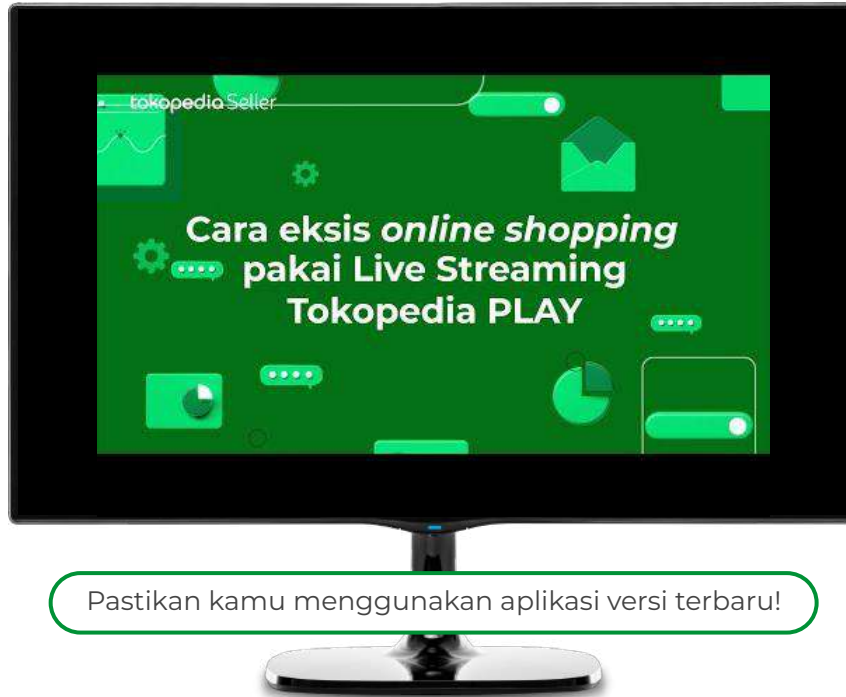 tokopedia Seller
Cara eksis online shopping
pakai Live Streaming
Tokopedia PLAY
Pastikan kamu menggunakan aplikasi versi terbaru!